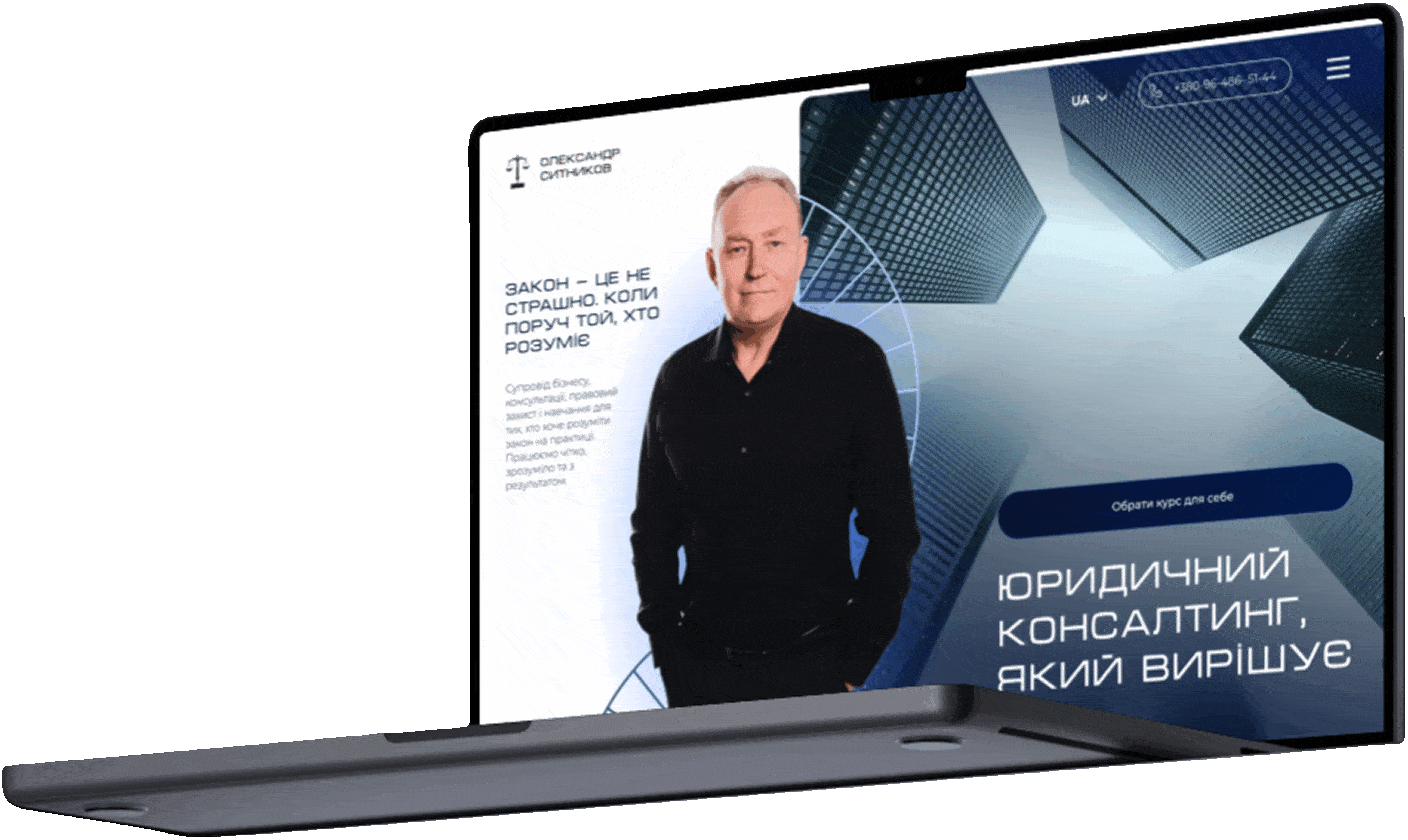 ОЛЕКСАНДР
СИТНИКОВ
UA
+380-96-486-51-44
ЗАКОН – ЦЕ НЕ
СТРАШНО. КОЛИ
ПОРУЧ ТОЙ, ХТО
РОЗУМІЄ
Супровід бізнесу,
консультації, правовий
захист і навчання для
тих, хто хоче розуміти
закон на практиці.
Працюємо чітко,
зрозуміло та з
результатом.
Обрати курс для себе
ЮРИДИЧНИЙ
КОНСАЛТИНГ,
ЯКИЙ ВИРІШУЄ